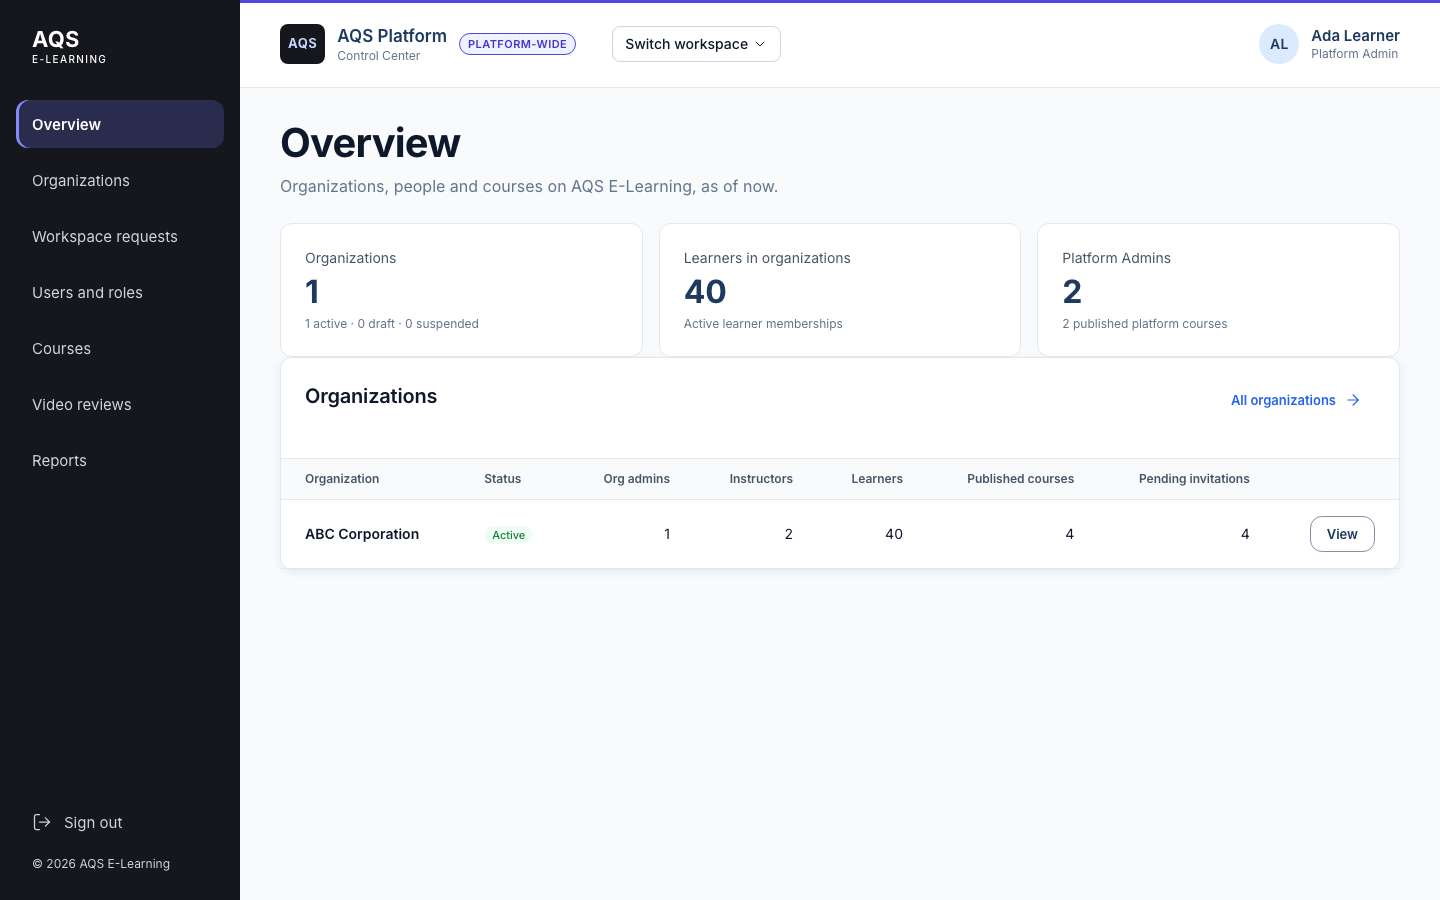 AQS
E-LEARNING
Overview
Organizations
Workspace requests
Users and roles
Courses
Video reviews
Reports
Sign out
© 2026 AQS E-Learning
AQS
AQS Platform
Control Center
PLATFORM-WIDE
Switch workspace
AL
Ada Learner
Platform Admin
Overview
Organizations, people and courses on AQS E-Learning, as of now.
Organizations
1
1 active · 0 draft · 0 suspended
Learners in organizations
40
Active learner memberships
Platform Admins
2
2 published platform courses
Organizations
All organizations
Organization Status Org admins Instructors Learners Published courses Pending invitations
ABC Corporation Active 1 2 40 4 4 View